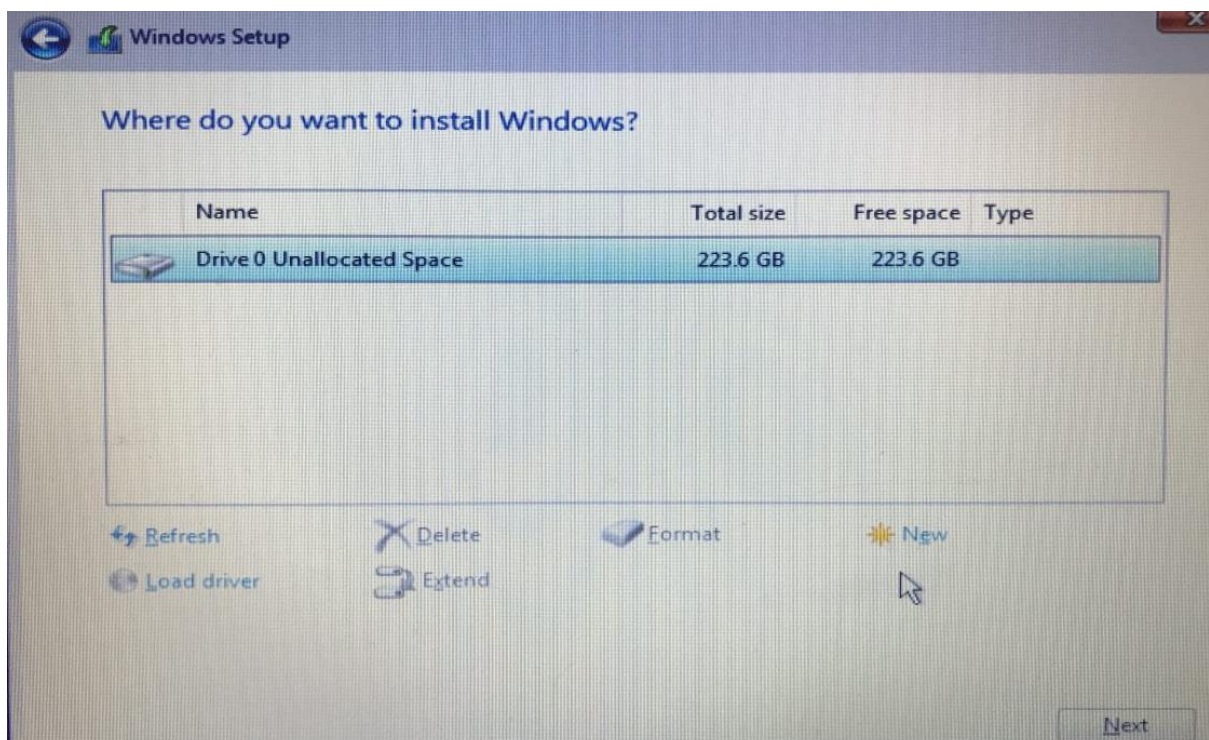 Windows Setup
Where do you want to install Windows?
Name Total size Free space Type
Drive 0 Unallocated Space 223.6 GB 223.6 GB
Refresh Delete Format New
Load driver Extend
Next